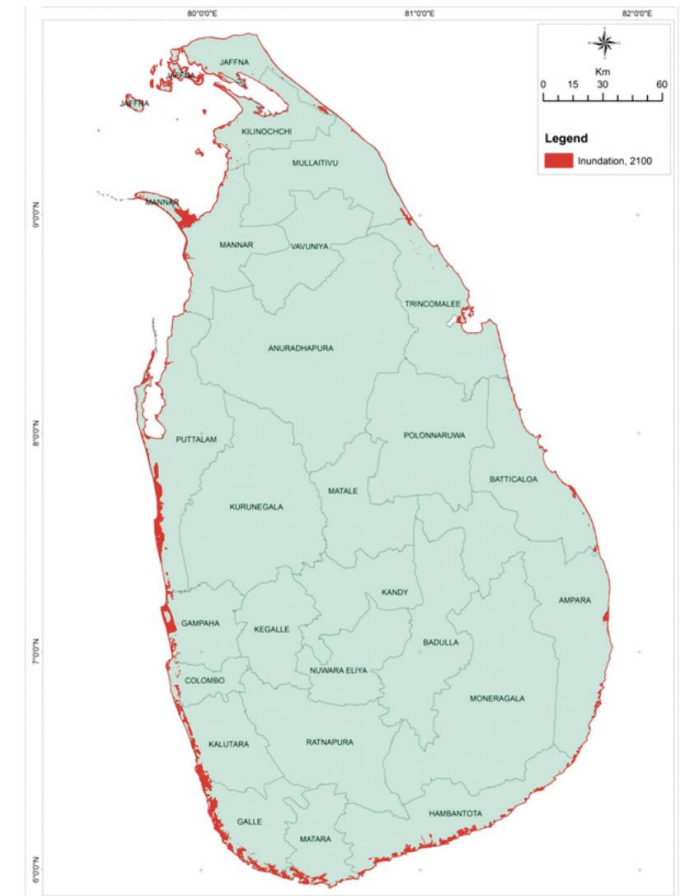 80°0'0"E 81°0'0"E 82°0'0"E
Km
0 15 30 60
Legend
Inundation, 2100
JAFFNA
JAFFNA
JAFFNA
KILINOCHCHI
MULLAITIVU
MANNAR
9°0'0"N
MANNAR
VAVUNIYA
TRINCOMALEE
ANURADHAPURA
8°0'0"N
PUTTALAM
POLONNARUWA
BATTICALOA
MATALE
KURUNEGALA
KANDY
AMPARA
GAMPAHA
KEGALLE
BADULLA
7°0'0"N
NUWARA ELIYA
COLOMBO
MONERAGALA
KALUTARA
RATNAPURA
HAMBANTOTA
GALLE
MATARA
6°0'0"N